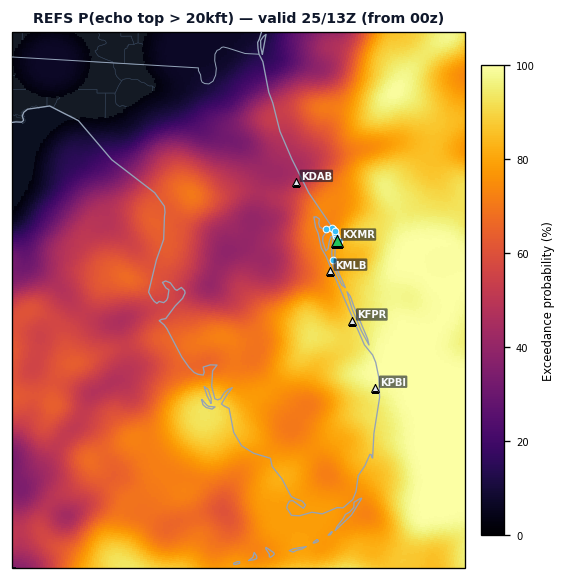 REFS P(echo top > 20kft) — valid 25/13Z (from 00z)
KDAB
KXMR
KMLB
KFPR
KPBI
100
80
60
40
20
0
Exceedance probability (%)